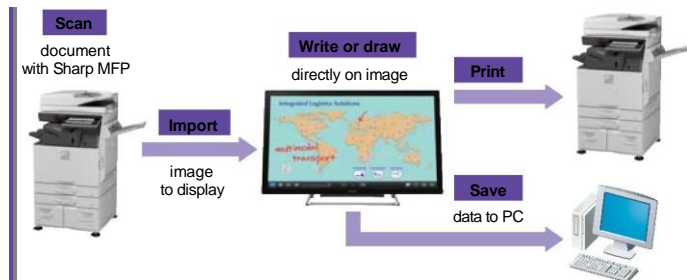 Scan
document
with Sharp MFP
Import
image
to display
Write or draw
directly on image
Integrated Logistics Solutions
multimodal
transport
Print
Save
data to PC